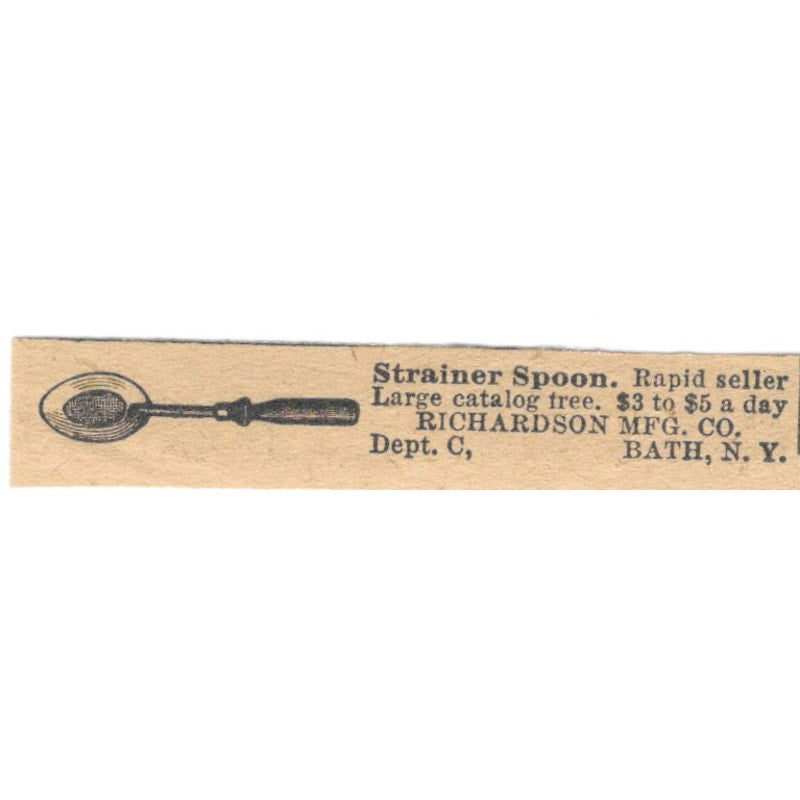 Strainer Spoon. Rapid seller
Large catalog free. $3 to $5 a day
RICHARDSON MFG. CO.
Dept. C, BATH, N. Y.